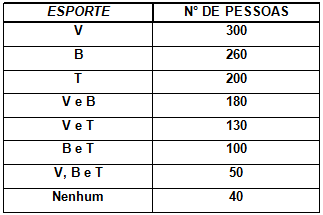 ESPORTE Nº DE PESSOAS
V 300
B 260
T 200
V e B 180
V e T 130
B e T 100
V, B e T 50
Nenhum 40